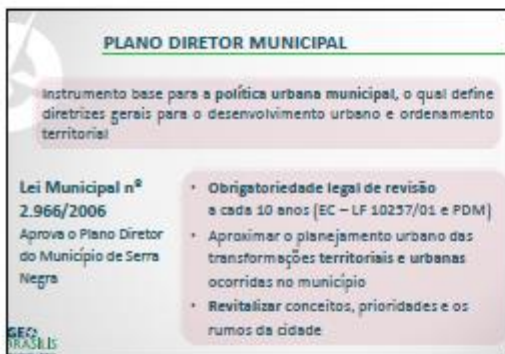 PLANO DIRETOR MUNICIPAL
Instrumento base para a política urbana municipal, o qual define
diretrizes gerais para o desenvolvimento urbano e ordenamento
territorial
Lei Municipal nº
2.966/2006
Aprova o Plano Diretor
do Município de Serra
Negra
• Obrigatoriedade legal de revisão
a cada 10 anos (EC – LF 10257/01 e PDM)
• Aproximar o planejamento urbano das
transformações territoriais e urbanas
ocorridas no município
• Revitalizar conceitos, prioridades e os
rumos da cidade
GEO
BRASILIS